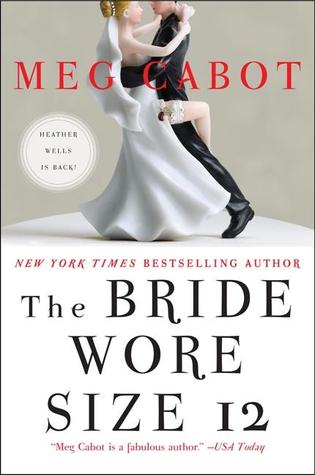 MEG CABOT
HEATHER
WELLS
IS BACK!
NEW YORK TIMES BESTSELLING AUTHOR
The BRIDE
WORE
SIZE 12
“Meg Cabot is a fabulous author.” —USA Today